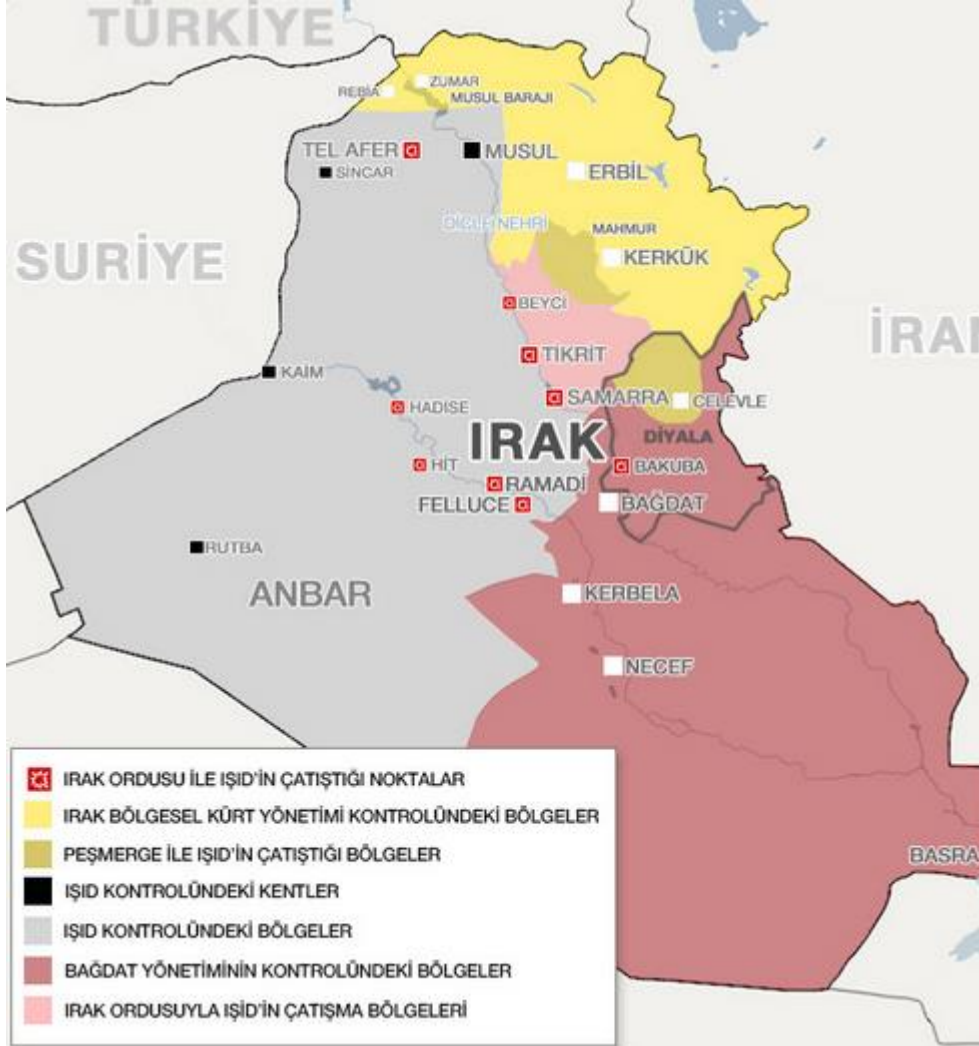 TÜRKİYE
ZUMAR
REBİA
MUSUL BARAJI
TEL AFER
MUSUL
SİNCAR
ERBİL
DİCLE NEHRİ
MAHMUR
SURİYE
KERKÜK
BEYCİ
İRA
TİKRİT
KAİM
SAMARRA
CELEVLE
HADISE
IRAK
DİYALA
HİT
BAKUBA
RAMADİ
FELLUCE
BAĞDAT
RUTBA
ANBAR
KERBELA
NECEF
BASRA
IRAK ORDUSU İLE IŞİD'İN ÇATIŞTIĞI NOKTALAR
IRAK BÖLGESEL KÜRT YÖNETİMİ KONTROLÜNDEKİ BÖLGELER
PEŞMERGE İLE IŞİD'İN ÇATIŞTIĞI BÖLGELER
IŞİD KONTROLÜNDEKİ KENTLER
IŞİD KONTROLÜNDEKİ BÖLGELER
BAĞDAT YÖNETİMİNİN KONTROLÜNDEKİ BÖLGELER
IRAK ORDUSUYLA IŞİD'İN ÇATIŞMA BÖLGELERİ